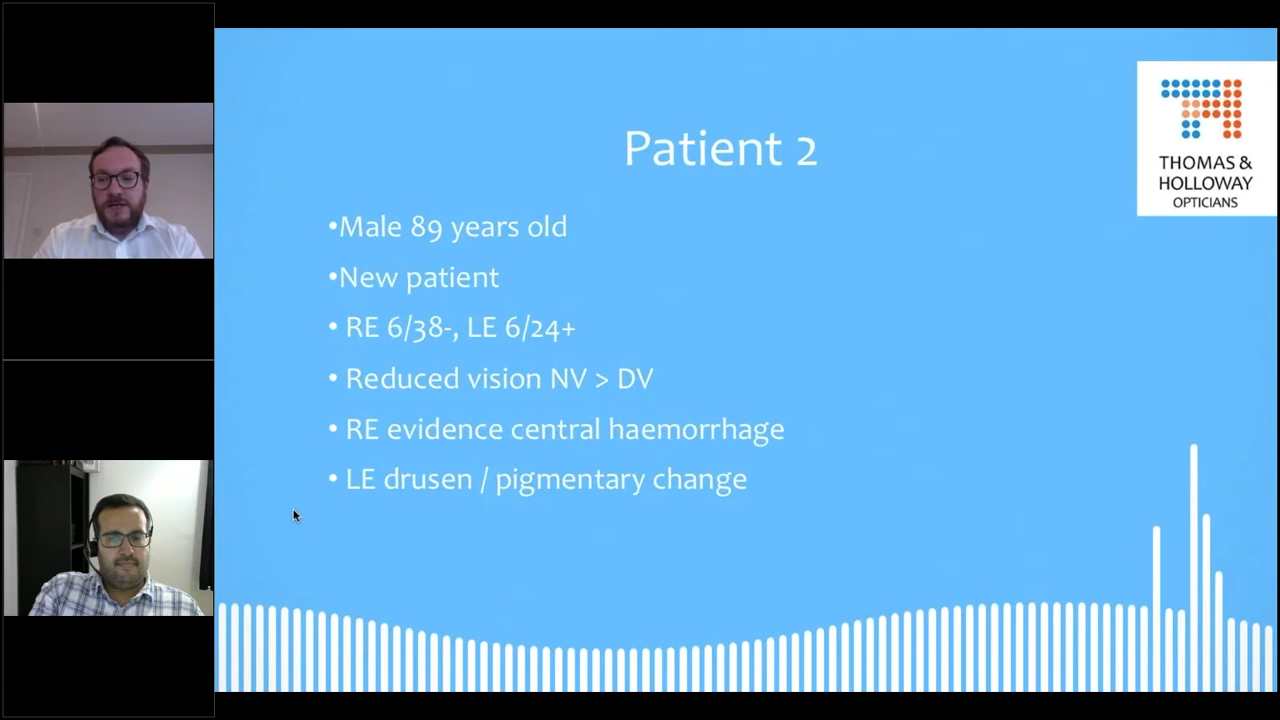 Patient 2
•Male 89 years old
•New patient
• RE 6/38-, LE 6/24+
• Reduced vision NV > DV
• RE evidence central haemorrhage
• LE drusen / pigmentary change
THOMAS &
HOLLOWAY
OPTICIANS